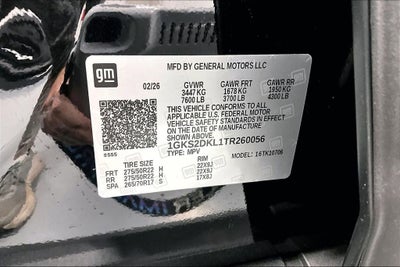 gm
MFD BY GENERAL MOTORS LLC
02/26 GVWR GAWR FRT GAWR RR
3447 KG 1678 KG 1950 KG
7600 LB 3700 LB 4300 LB
THIS VEHICLE CONFORMS TO ALL
APPLICABLE U.S. FEDERAL MOTOR
VEHICLE SAFETY STANDARDS IN EFFECT
ON THE DATE OF MANUFACTURE
SHOWN ABOVE.
1GKS2DKL1TR260056
TYPE: MPV 16TK10706
TIRE SIZE RIM
FRT 275/50R22 H 22X9J
RR 275/50R22 H 22X9J
SPA 265/70R17 S 17X8J